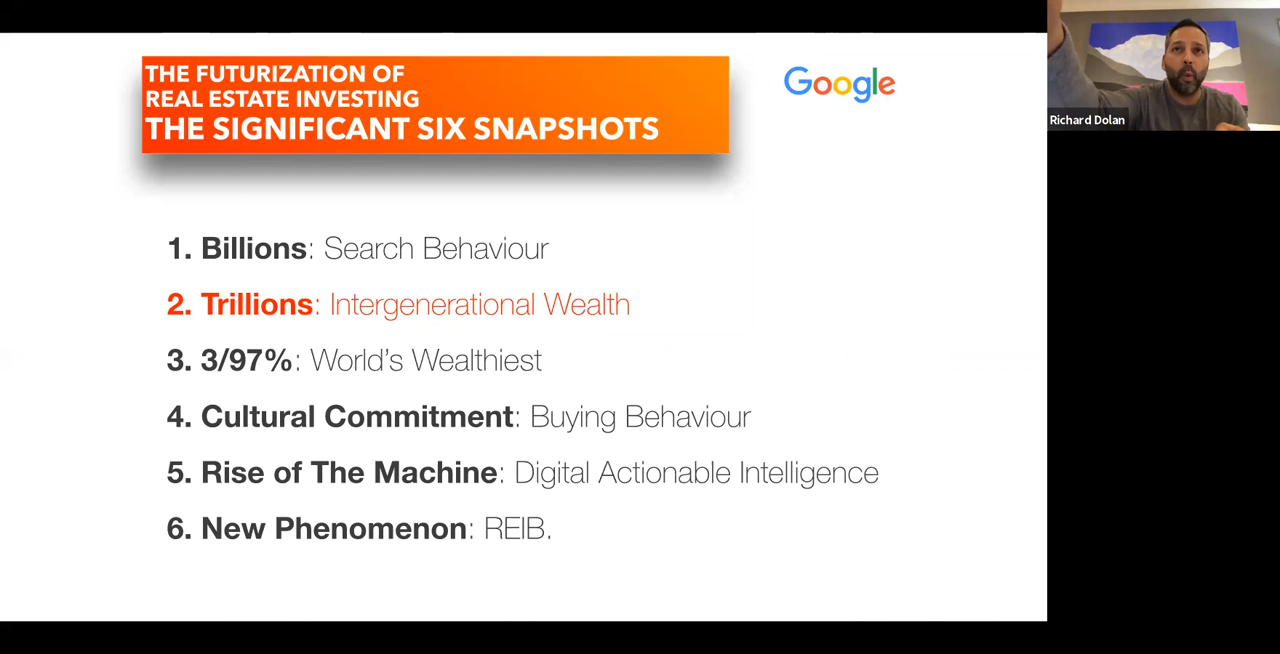 THE FUTURIZATION OF
REAL ESTATE INVESTING
THE SIGNIFICANT SIX SNAPSHOTS
Google
Richard Dolan
1. Billions: Search Behaviour
2. Trillions: Intergenerational Wealth
3. 3/97%: World's Wealthiest
4. Cultural Commitment: Buying Behaviour
5. Rise of The Machine: Digital Actionable Intelligence
6. New Phenomenon: REIB.